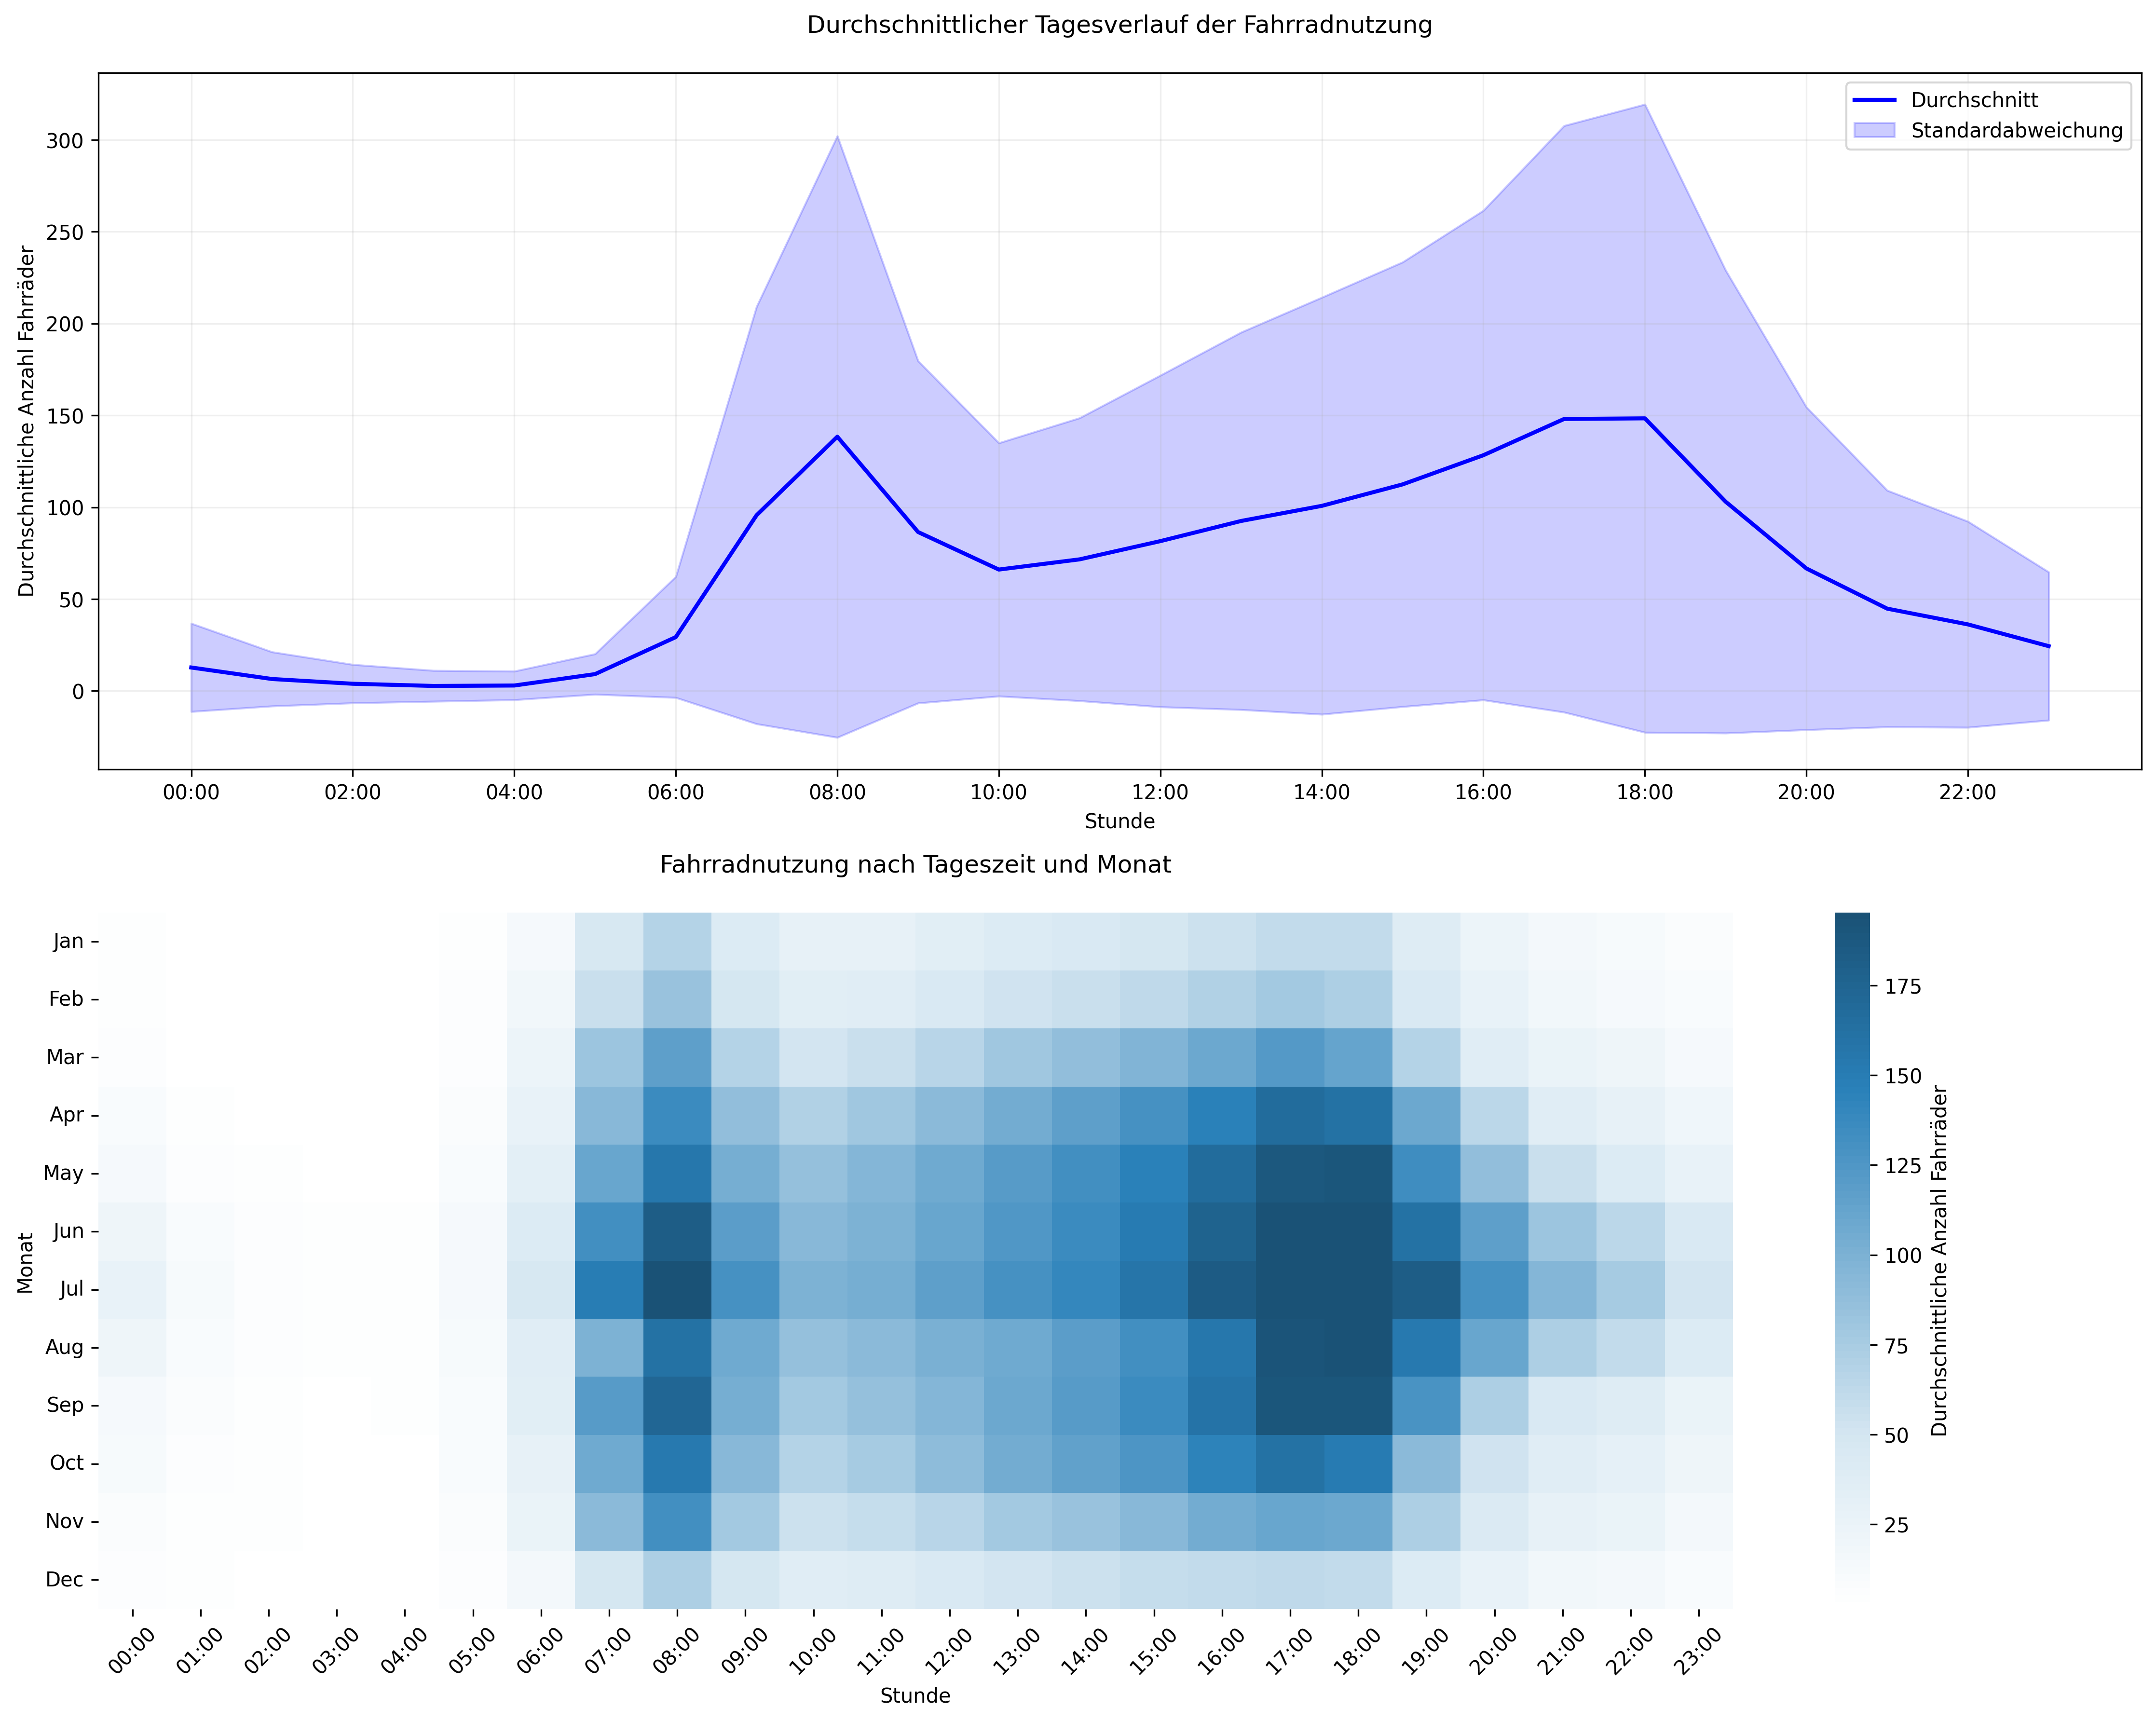 Durchschnittlicher Tagesverlauf der Fahrradnutzung
Durchschnitt
Standardabweichung
Durchschnittliche Anzahl Fahrräder
300
250
200
150
100
50
0
00:00 02:00 04:00 06:00 08:00 10:00 12:00 14:00 16:00 18:00 20:00 22:00
Stunde
Fahrradnutzung nach Tageszeit und Monat
Monat
Jan
Feb
Mar
Apr
May
Jun
Jul
Aug
Sep
Oct
Nov
Dec
00:00 01:00 02:00 03:00 04:00 05:00 06:00 07:00 08:00 09:00 10:00 11:00 12:00 13:00 14:00 15:00 16:00 17:00 18:00 19:00 20:00 21:00 22:00 23:00
Stunde
175
150
125
100
75
50
25
Durchschnittliche Anzahl Fahrräder